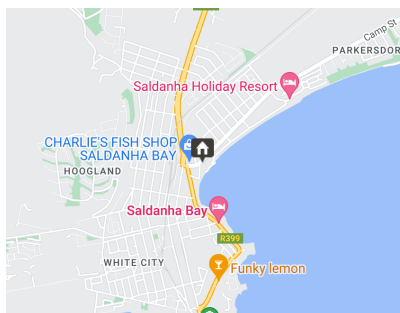 Camp St
PARKERSDOR
Saldanha Holiday Resort
CHARLIE'S FISH SHOP
SALDANHA BAY
HOOGLAND
Saldanha Bay
R399
WHITE CITY
Funky lemon